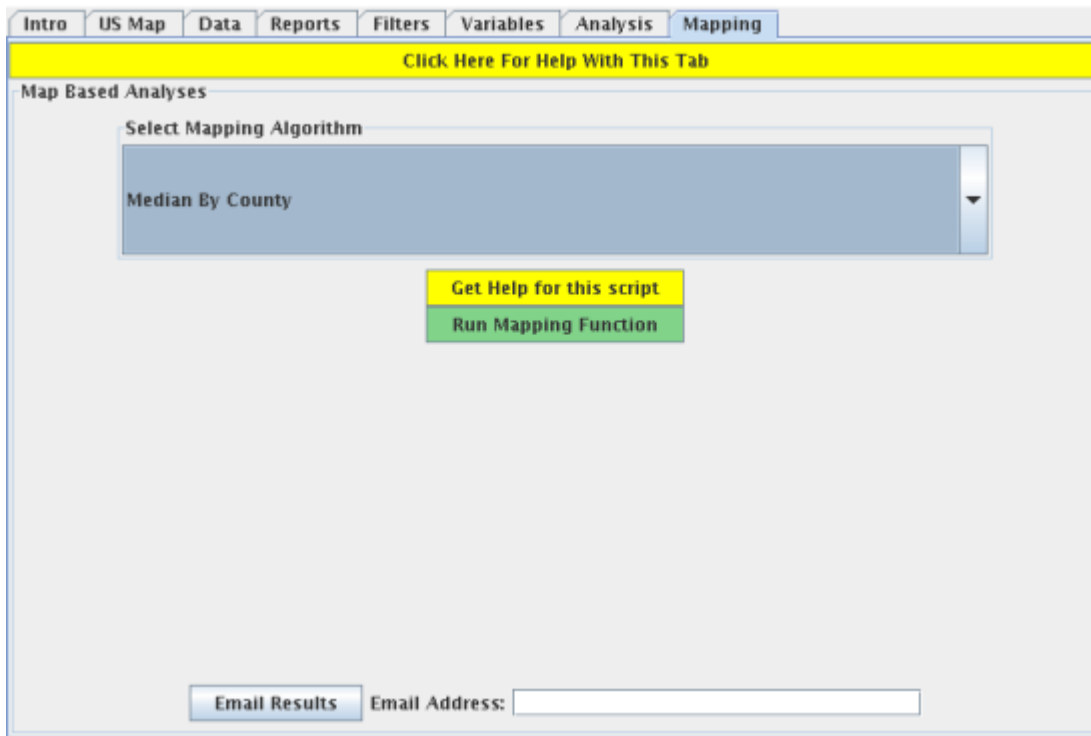 Intro US Map Data Reports Filters Variables Analysis Mapping
Click Here For Help With This Tab
Map Based Analyses
Select Mapping Algorithm
Median By County
Get Help for this script
Run Mapping Function
Email Results Email Address: